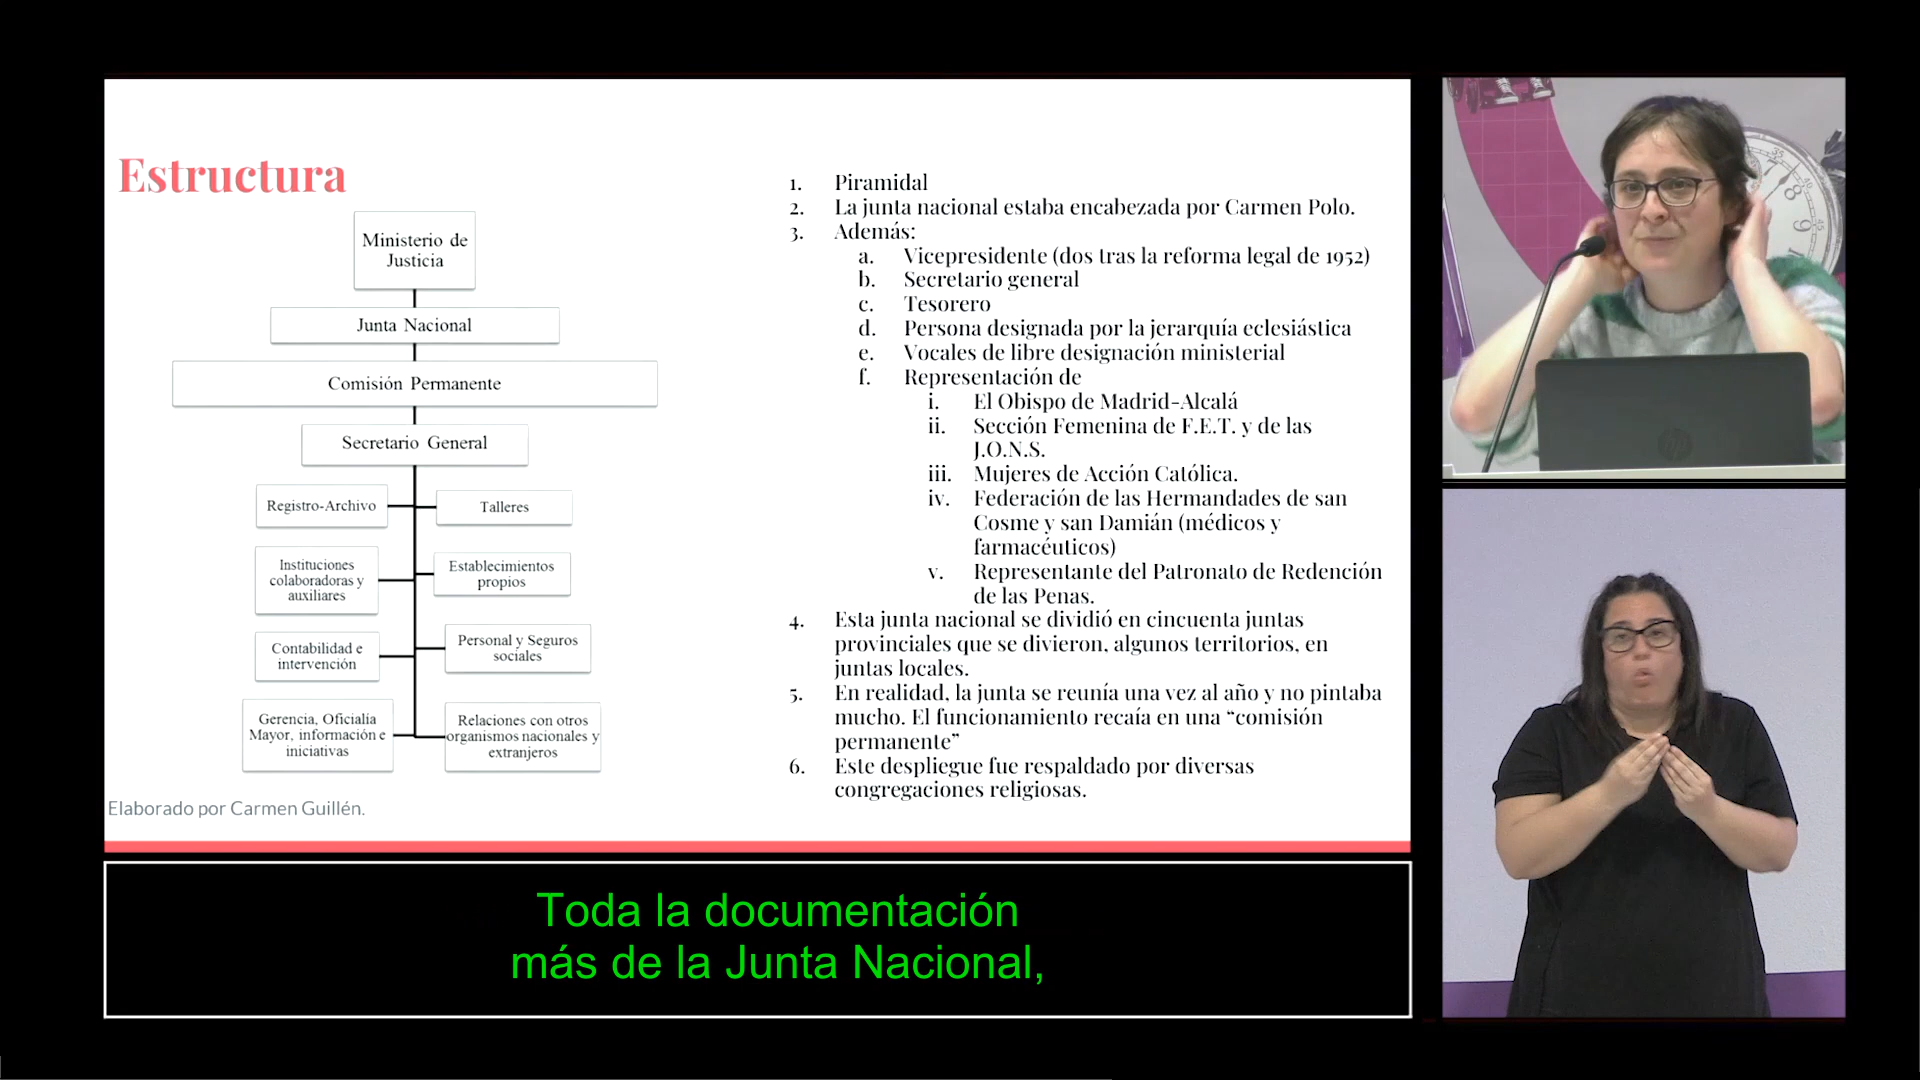 Estructura
Ministerio de
Justicia
Junta Nacional
Comisión Permanente
Secretario General
Registro-Archivo
Talleres
Instituciones
colaboradoras y
auxiliares
Establecimientos
propios
Contabilidad e
intervención
Personal y Seguros
sociales
Gerencia, Oficialía
Mayor, información e
iniciativas
Relaciones con otros
organismos nacionales y
extranjeros
Elaborado por Carmen Guillén.
1. Piramidal
2. La junta nacional estaba encabezada por Carmen Polo.
3. Además:
a. Vicepresidente (dos tras la reforma legal de 1952)
b. Secretario general
c. Tesorero
d. Persona designada por la jerarquía eclesiástica
e. Vocales de libre designación ministerial
f. Representación de
i. El Obispo de Madrid-Alcalá
ii. Sección Femenina de F.E.T. y de las
J.O.N.S.
iii. Mujeres de Acción Católica.
iv. Federación de las Hermandades de san
Cosme y san Damián (médicos y
farmacéuticos)
v. Representante del Patronato de Redención
de las Penas.
4. Esta junta nacional se dividió en cincuenta juntas
provinciales que se divieron, algunos territorios, en
juntas locales.
5. En realidad, la junta se reunía una vez al año y no pintaba
mucho. El funcionamiento recaía en una “comisión
permanente”
6. Este despliegue fue respaldado por diversas
congregaciones religiosas.
Toda la documentación
más de la Junta Nacional,